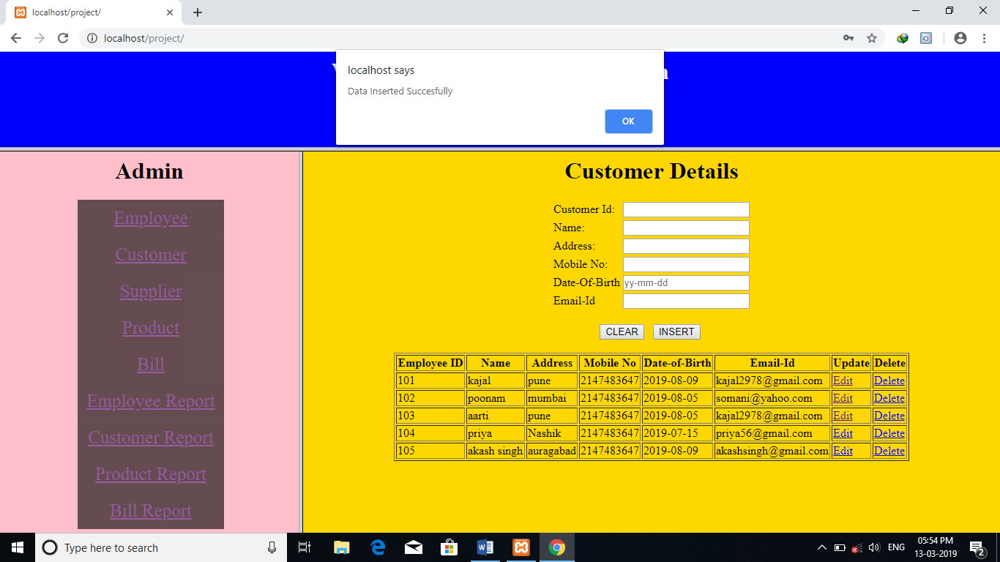 localhost/project/
localhost/project/
localhost says
Data Inserted Succesfully
OK
Admin
Employee
Customer
Supplier
Product
Bill
Employee Report
Customer Report
Product Report
Bill Report
Customer Details
Customer Id:
Name:
Address:
Mobile No:
Date-Of-Birth yy-mm-dd
Email-Id
CLEAR INSERT
Employee ID Name Address Mobile No Date-of-Birth Email-Id Update Delete
101 kajal pune 2147483647 2019-08-09 kajal2978@gmail.com Edit Delete
102 poonam mumbai 2147483647 2019-08-05 somani@yahoo.com Edit Delete
103 aarti pune 2147483647 2019-08-05 kajal2978@gmail.com Edit Delete
104 priya Nashik 2147483647 2019-07-15 priya56@gmail.com Edit Delete
105 akash singh auragabad 2147483647 2019-08-09 akashsingh@gmail.com Edit Delete
Type here to search
ENG
05:54 PM
13-03-2019
2